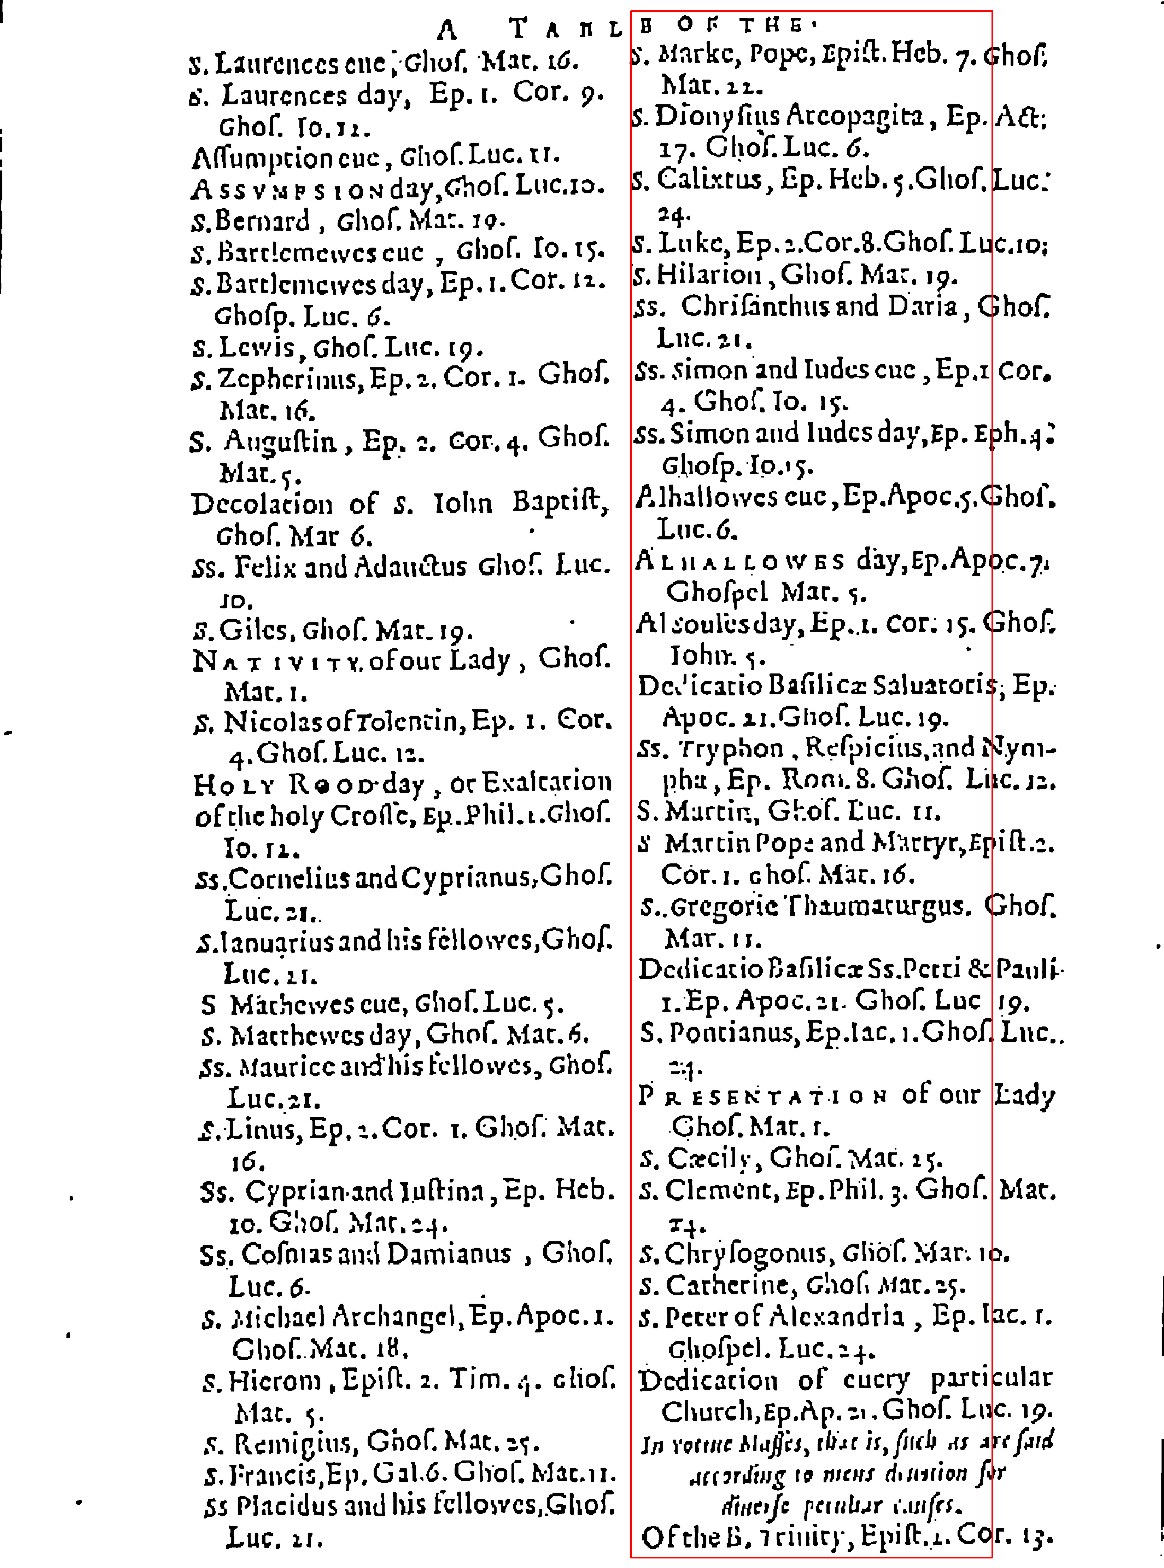 A TABLE OF THE
S. Laurences eue, Ghoſ. Mat. 16.
S. Laurences day, Ep. 1. Cor. 9.
Ghoſ. Io. 12.
Aſſumption eue, Ghoſ. Luc. 11.
ASSVMPSION day, Ghoſ. Luc. 10.
S. Bernard, Ghoſ. Mat. 19.
S. Bartlemewes eue, Ghoſ. Io. 15.
S. Bartlemewes day, Ep. 1. Cor. 12.
Ghoſp. Luc. 6.
S. Lewis, Ghoſ. Luc. 19.
S. Zepherinus, Ep. 2. Cor. 1. Ghoſ.
Mat. 16.
S. Auguſtin, Ep. 2. Cor. 4. Ghoſ.
Mat. 5.
Decolation of S. Iohn Baptiſt,
Ghoſ. Mar 6.
Ss. Felix and Adauctus Ghoſ. Luc.
10.
S. Giles, Ghoſ. Mat. 19.
NATIVITY of our Lady, Ghoſ.
Mat. 1.
S. Nicolas of Tolentin, Ep. 1. Cor.
4. Ghoſ. Luc. 12.
HOLY ROOD day, or Exaltation
of the holy Croſſe, Ep. Phil. 1. Ghoſ.
Io. 12.
Ss. Cornelius and Cyprianus, Ghoſ.
Luc. 21.
S. Ianuarius and his fellowes, Ghoſ.
Luc. 21.
S Mathewes eue, Ghoſ. Luc. 5.
S. Matthewes day, Ghoſ. Mat. 6.
Ss. Maurice and his fellowes, Ghoſ.
Luc. 21.
S. Linus, Ep. 2. Cor. 1. Ghoſ. Mat.
16.
Ss. Cyprian and Iuſtina, Ep. Heb.
10. Ghoſ. Mat. 24.
Ss. Coſmas and Damianus, Ghoſ.
Luc. 6.
S. Michael Archangel, Ep. Apoc. 1.
Ghoſ. Mat. 18.
S. Hierom, Epiſt. 2. Tim. 4. Ghoſ.
Mat. 5.
S. Remigius, Ghoſ. Mat. 25.
S. Francis, Ep. Gal. 6. Ghoſ. Mat. 11.
Ss Placidus and his fellowes, Ghoſ.
Luc. 21.
S. Marke, Pope, Epiſt. Heb. 7. Ghoſ.
Mat. 22.
S. Dionyſius Areopagita, Ep. Act:
17. Ghoſ. Luc. 6.
S. Calixtus, Ep. Heb. 5. Ghoſ. Luc.
24.
S. Luke, Ep. 2. Cor. 8. Ghoſ. Luc. 10;
S. Hilarion, Ghoſ. Mat. 19.
Ss. Chriſanthus and Daria, Ghoſ.
Luc. 21.
Ss. Simon and Iudes eue, Ep. 1 Cor.
4. Ghoſ. Io. 15.
Ss. Simon and Iudes day, Ep. Eph. 4:
Ghoſp. Io. 15.
Alhallowes eue, Ep. Apoc. 5. Ghoſ.
Luc. 6.
ALHALLOWES day, Ep. Apoc. 7.
Ghoſpel Mat. 5.
Al soules day, Ep. 1. Cor. 15. Ghoſ.
Iohn. 5.
Dedicatio Baſilicæ Saluatoris, Ep.
Apoc. 21. Ghoſ. Luc. 19.
Ss. Tryphon, Reſpicius, and Nym-
pha, Ep. Rom. 8. Ghoſ. Luc. 12.
S. Martin, Ghoſ. Luc. 11.
S Martin Pope and Martyr, Epiſt. 2.
Cor. 1. Ghoſ. Mat. 16.
S. Gregorie Thaumaturgus. Ghoſ.
Mar. 11.
Dedicatio Baſilicæ Ss. Petri & Pauli
1. Ep. Apoc. 21. Ghoſ. Luc 19.
S. Pontianus, Ep. Iac. 1. Ghoſ. Luc.
24.
PRESENTATION of our Lady
Ghoſ. Mat. 1.
S. Cæcily, Ghoſ. Mat. 25.
S. Clement, Ep. Phil. 3. Ghoſ. Mat.
24.
S. Chryſogonus, Ghoſ. Mat. 10.
S. Catherine, Ghoſ. Mat. 25.
S. Peter of Alexandria, Ep. Iac. 1.
Ghoſpel. Luc. 24.
Dedication of euery particular
Church, Ep. Ap. 21. Ghoſ. Luc. 19.
In votiue Maſſes, that is, ſuch as are ſaid
according to mens deuotion for
diuerſe peculiar cauſes.
Of the B. Trinity, Epiſt. 2. Cor. 13.